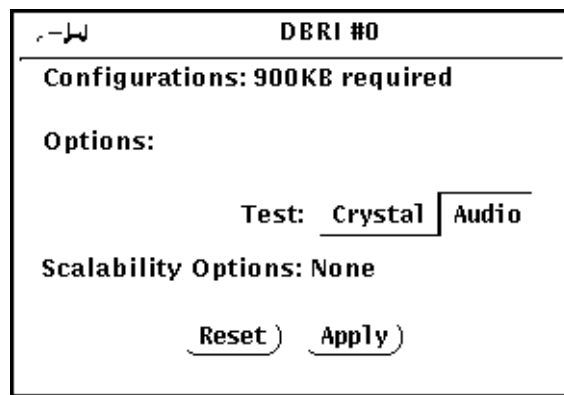 DBRI #0
Configurations: 900KB required
Options:
Test: Crystal Audio
Scalability Options: None
Reset Apply